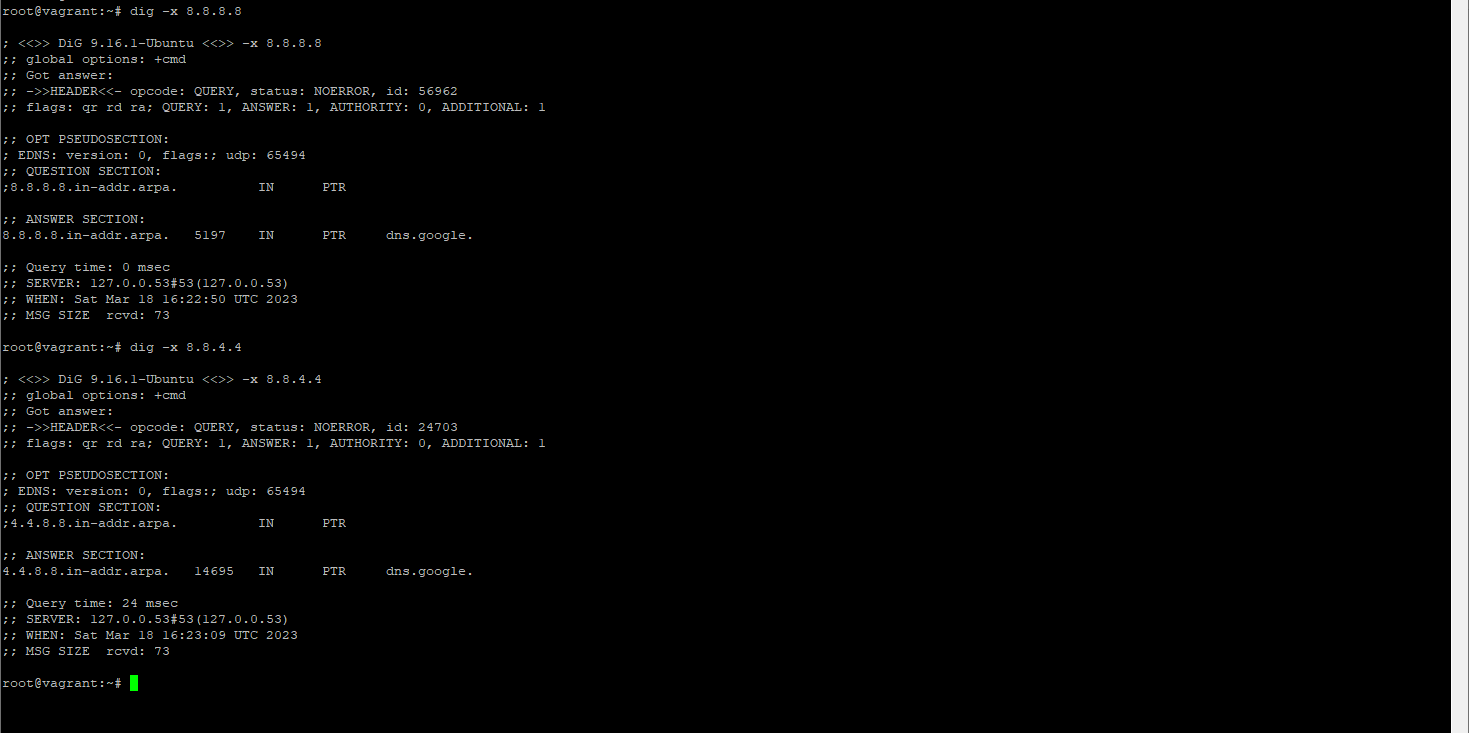 root@vagrant:~# dig -x 8.8.8.8
; <<>> DiG 9.16.1-Ubuntu <<>> -x 8.8.8.8
;; global options: +cmd
;; Got answer:
;; ->>HEADER<<- opcode: QUERY, status: NOERROR, id: 56962
;; flags: qr rd ra; QUERY: 1, ANSWER: 1, AUTHORITY: 0, ADDITIONAL: 1
;; OPT PSEUDOSECTION:
; EDNS: version: 0, flags:; udp: 65494
;; QUESTION SECTION:
;8.8.8.8.in-addr.arpa.          IN      PTR
;; ANSWER SECTION:
8.8.8.8.in-addr.arpa.   5197    IN      PTR     dns.google.
;; Query time: 0 msec
;; SERVER: 127.0.0.53#53(127.0.0.53)
;; WHEN: Sat Mar 18 16:22:50 UTC 2023
;; MSG SIZE  rcvd: 73
root@vagrant:~# dig -x 8.8.4.4
; <<>> DiG 9.16.1-Ubuntu <<>> -x 8.8.4.4
;; global options: +cmd
;; Got answer:
;; ->>HEADER<<- opcode: QUERY, status: NOERROR, id: 24703
;; flags: qr rd ra; QUERY: 1, ANSWER: 1, AUTHORITY: 0, ADDITIONAL: 1
;; OPT PSEUDOSECTION:
; EDNS: version: 0, flags:; udp: 65494
;; QUESTION SECTION:
;4.4.8.8.in-addr.arpa.          IN      PTR
;; ANSWER SECTION:
4.4.8.8.in-addr.arpa.   14695   IN      PTR     dns.google.
;; Query time: 24 msec
;; SERVER: 127.0.0.53#53(127.0.0.53)
;; WHEN: Sat Mar 18 16:23:09 UTC 2023
;; MSG SIZE  rcvd: 73
root@vagrant:~#